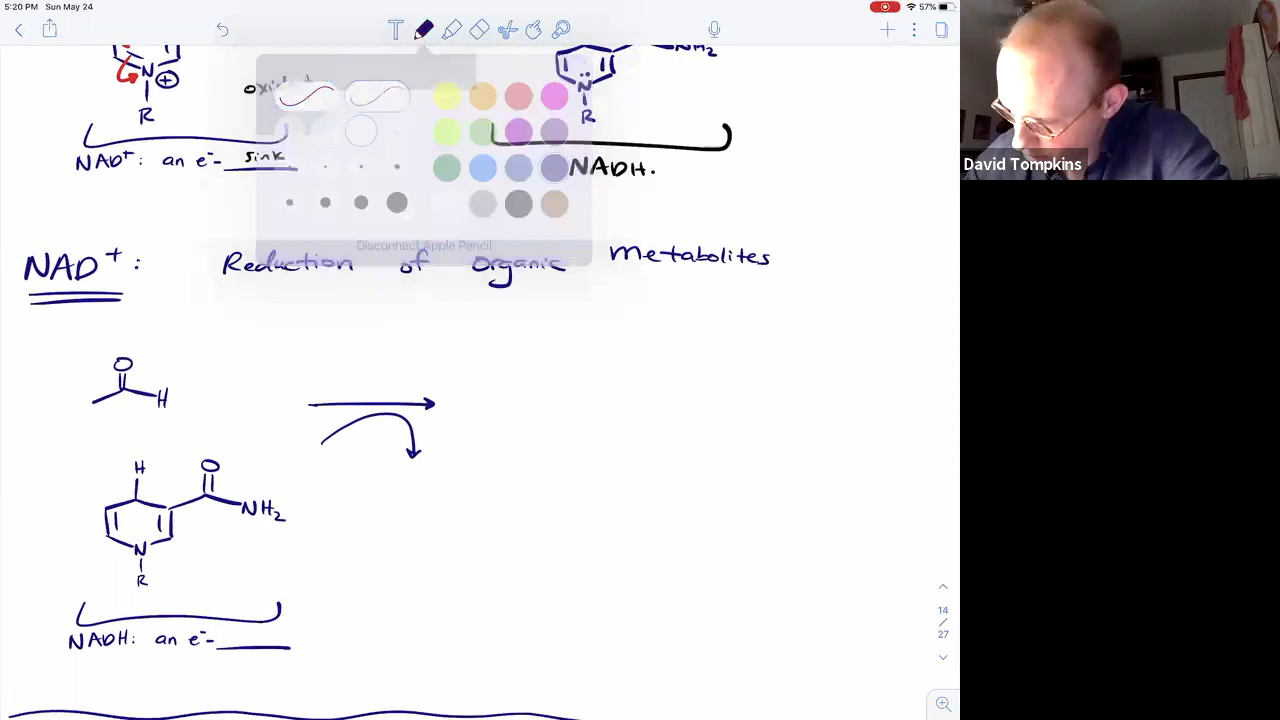 5:20 PM Sun May 24
57%
T
NH2
N
⊕
R
N
R
NAD+: an e-- sink
NADH.
Disconnect Apple Pencil
NAD+: Reduction of Organic Metabolites
O
H
H
O
NH2
N
R
NADH: an e--
14
/
27
David Tompkins